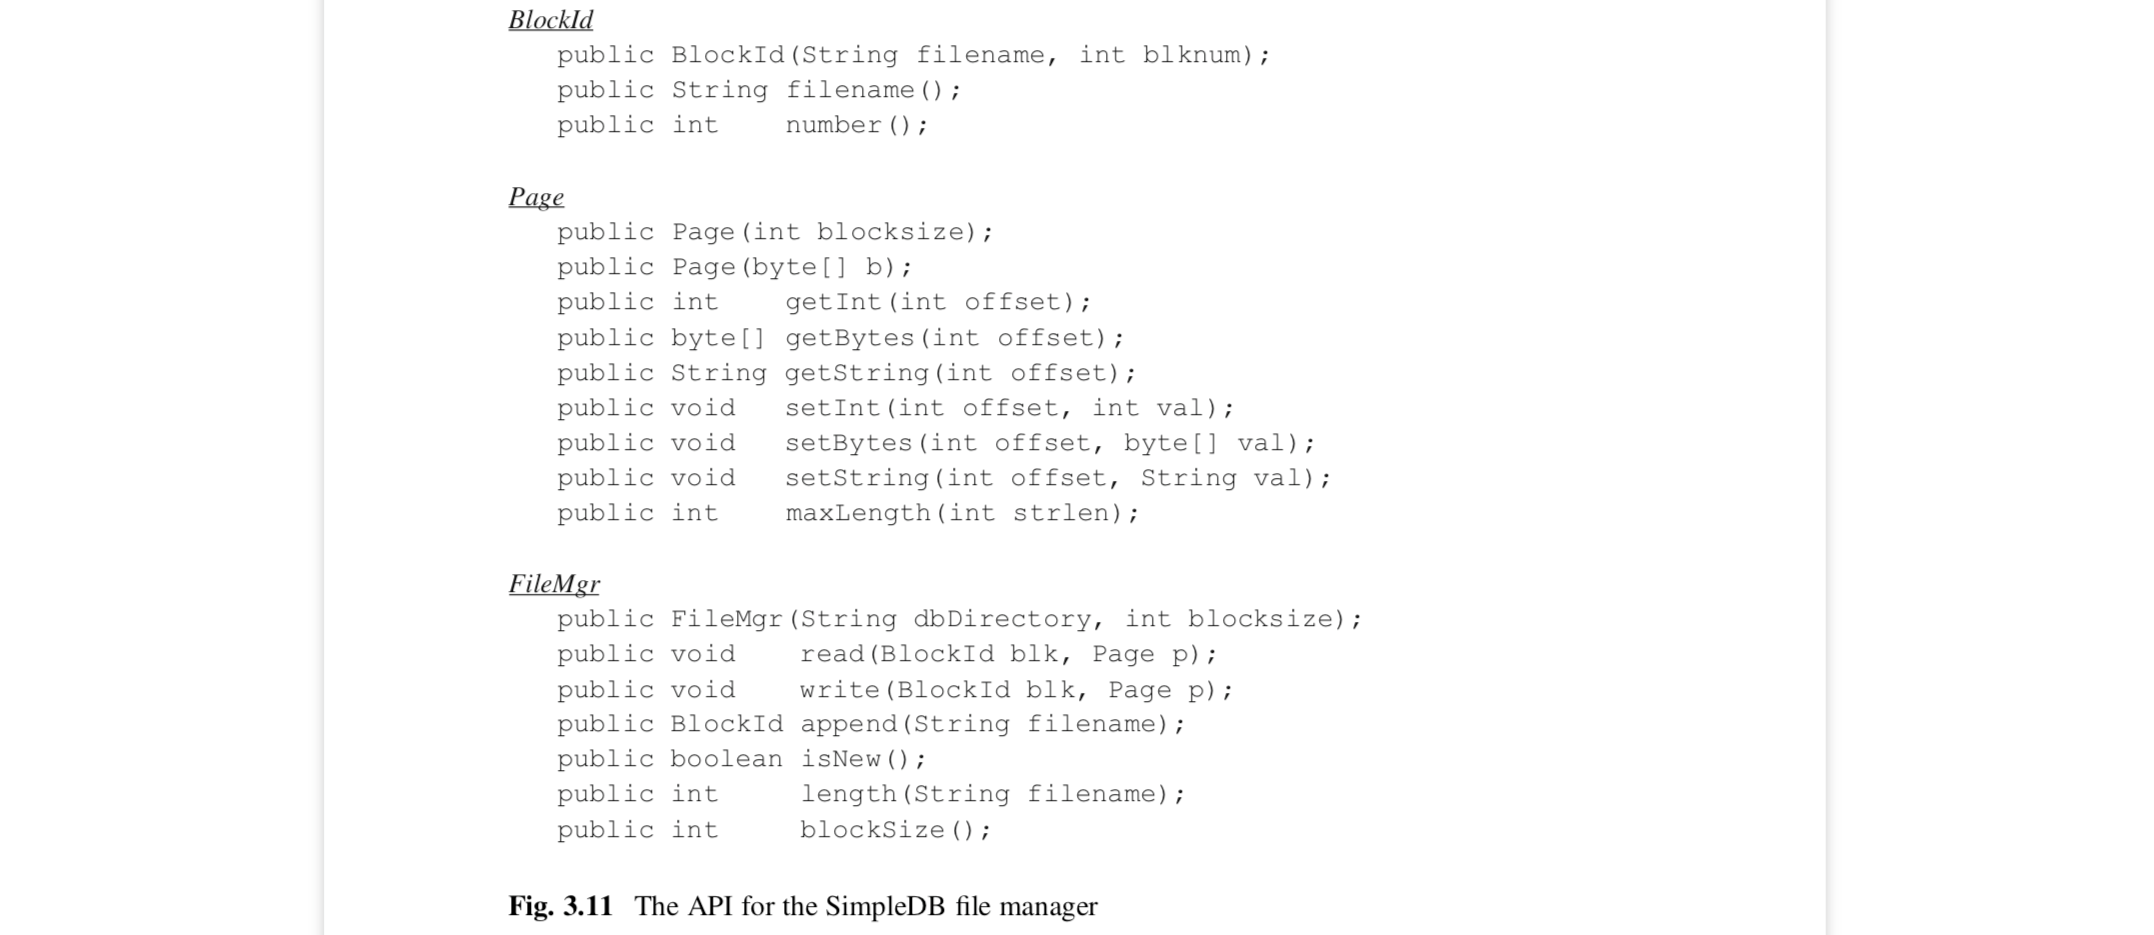 BlockId
public BlockId(String filename, int blknum);
public String filename();
public int number();
Page
public Page(int blocksize);
public Page(byte[] b);
public int getInt(int offset);
public byte[] getBytes(int offset);
public String getString(int offset);
public void setInt(int offset, int val);
public void setBytes(int offset, byte[] val);
public void setString(int offset, String val);
public int maxLength(int strlen);
FileMgr
public FileMgr(String dbDirectory, int blocksize);
public void read(BlockId blk, Page p);
public void write(BlockId blk, Page p);
public BlockId append(String filename);
public boolean isNew();
public int length(String filename);
public int blockSize();
Fig. 3.11 The API for the SimpleDB file manager